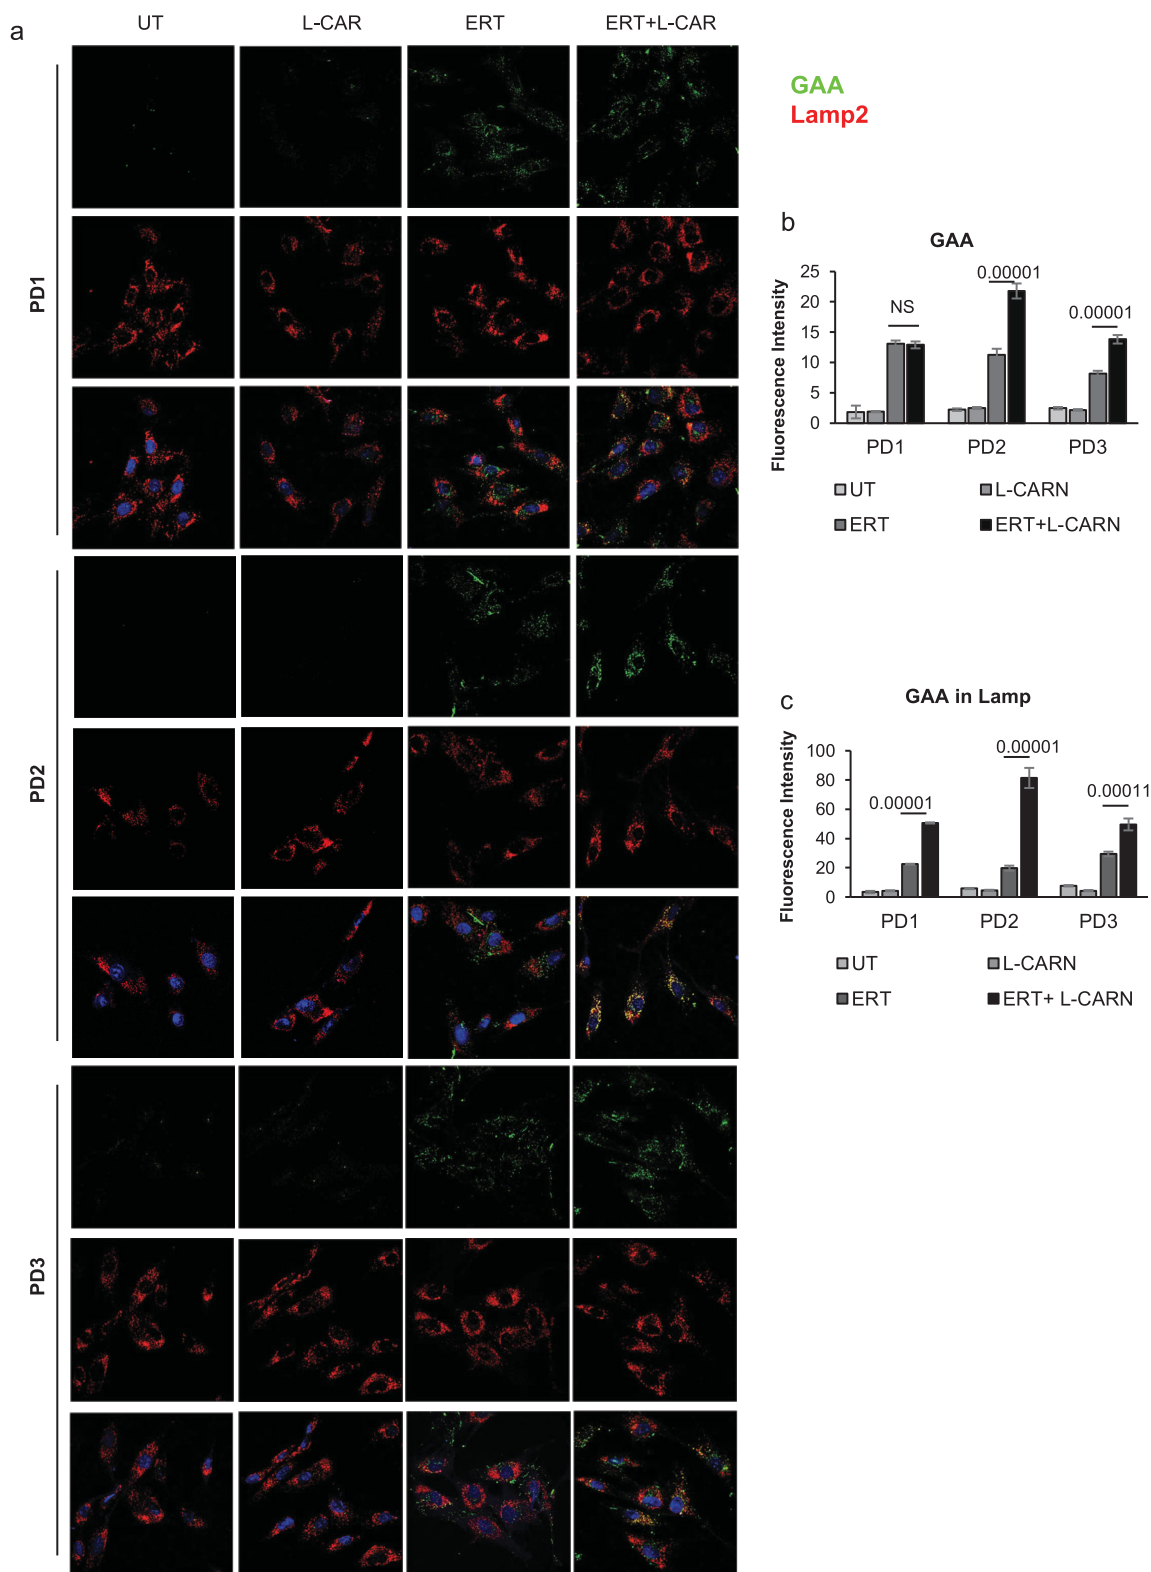 a
UT L-CAR ERT ERT+L-CAR
GAA
Lamp2
PD1
PD2
PD3
b
GAA
Fluorescence Intensity
25
20
15
10
5
0
NS
0.00001
0.00001
PD1 PD2 PD3
UT L-CARN
ERT ERT+L-CARN
c
GAA in Lamp
Fluorescence Intensity
100
80
60
40
20
0
0.00001
0.00001
0.00011
PD1 PD2 PD3
UT L-CARN
ERT ERT+ L-CARN